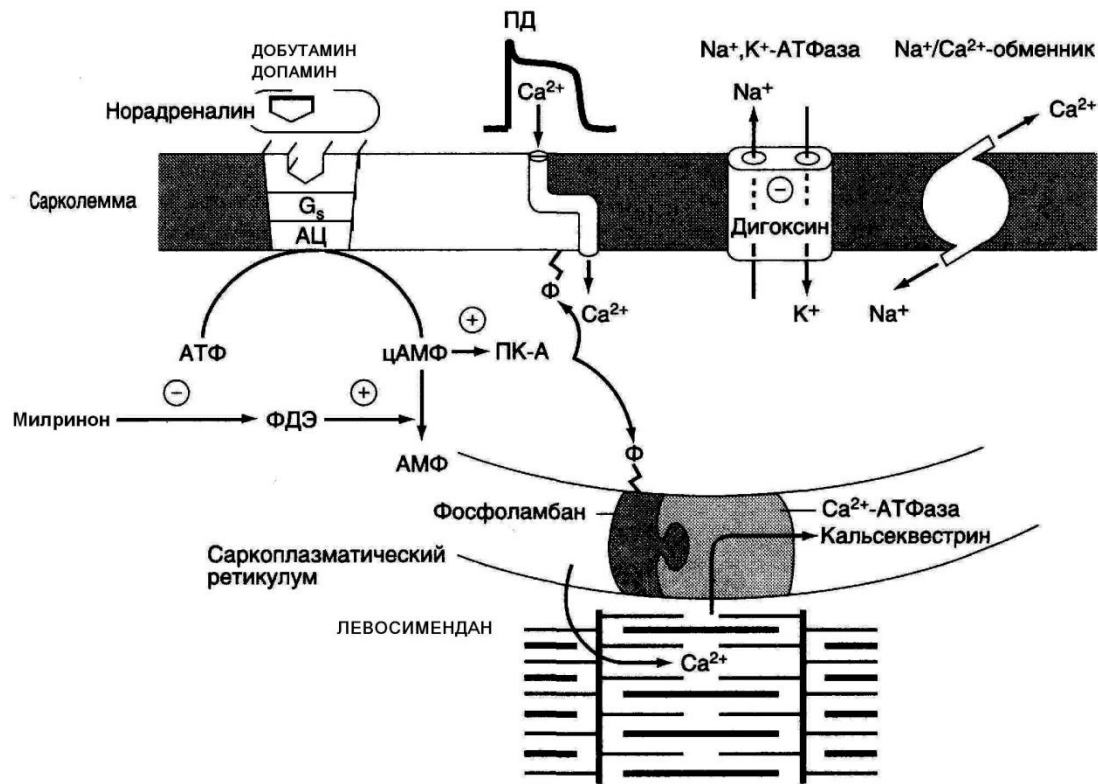 ПД
ДОБУТАМИН
ДОПАМИН
Норадреналин
Ca²⁺
Na⁺,K⁺-АТФаза
Na⁺
Na⁺/Ca²⁺-обменник
Ca²⁺
Сарколемма
Gₛ
АЦ
−
Дигоксин
Ф
Ca²⁺
K⁺
Na⁺
АТФ
цАМФ
+
ПК-А
Милринон
−
ФДЭ
+
АМФ
Ф
Фосфоламбан
Ca²⁺-АТФаза
Кальсеквестрин
Саркоплазматический
ретикулум
ЛЕВОСИМЕНДАН
Ca²⁺